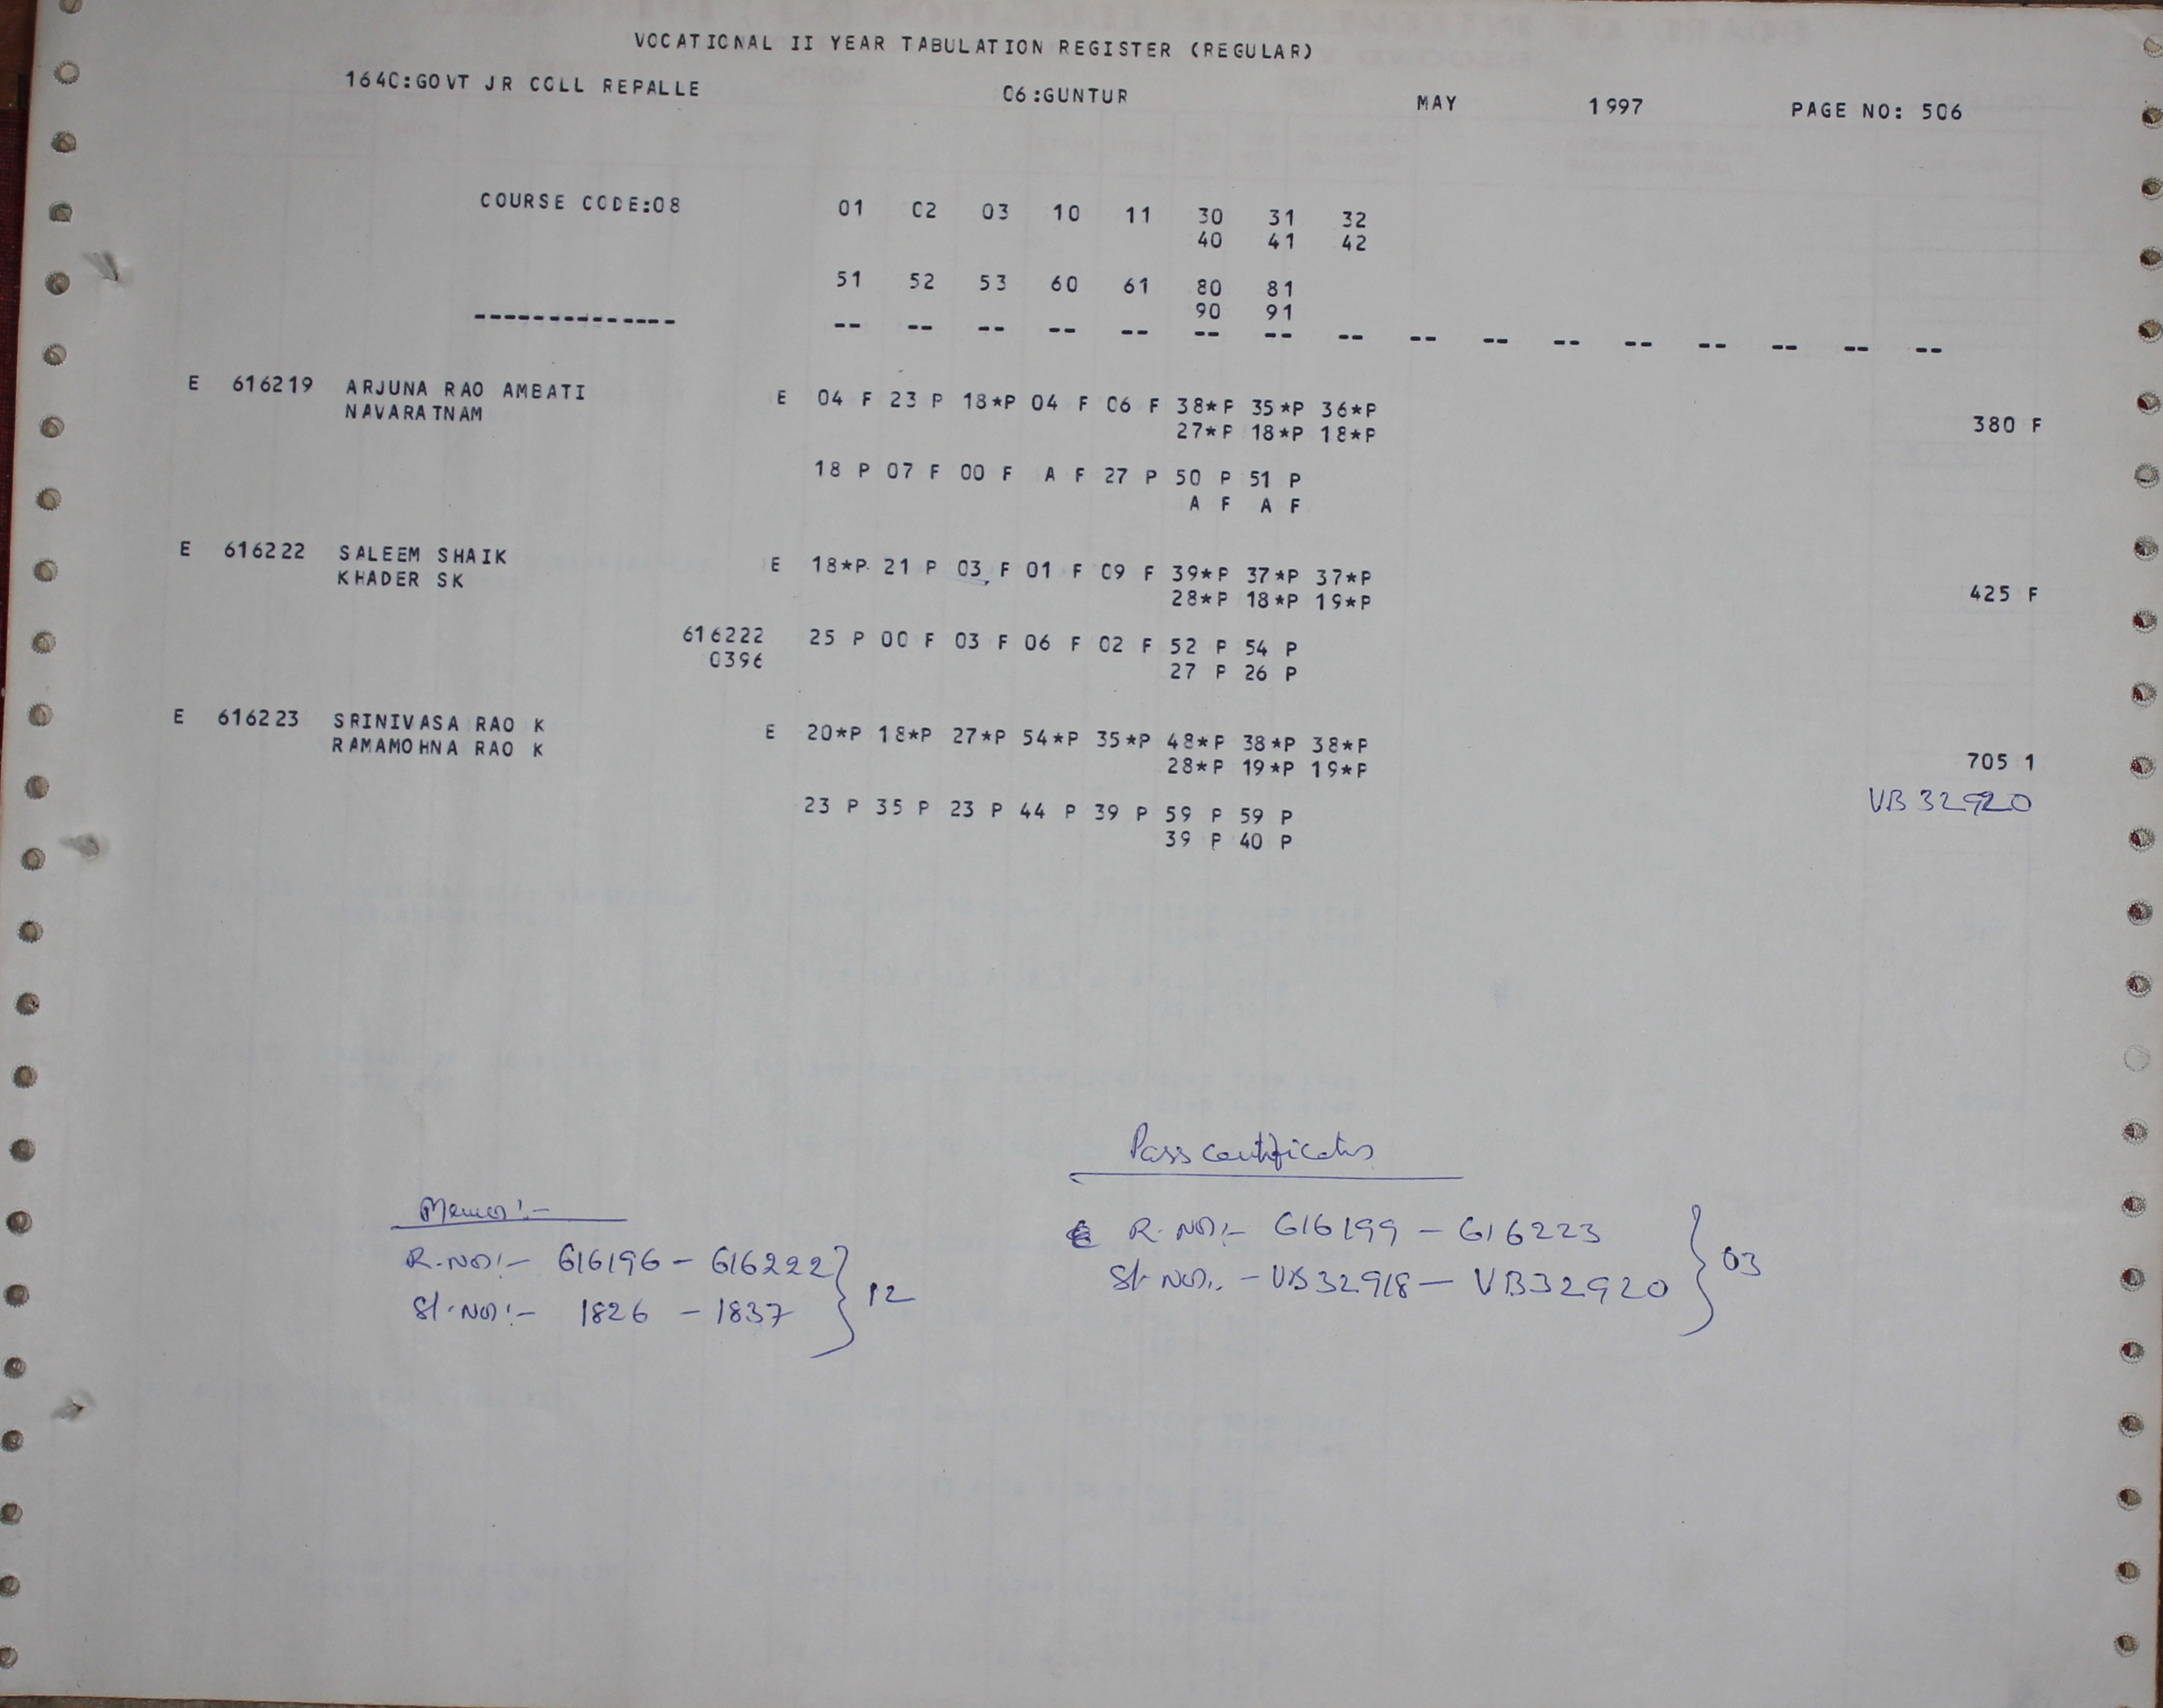 VOCATIONAL II YEAR TABULATION REGISTER (REGULAR)
1640:GOVT JR COLL REPALLE 06:GUNTUR MAY 1997 PAGE NO: 506
COURSE CODE:08 01 02 03 10 11 30 31 32
40 41 42
51 52 53 60 61 80 81
90 91
-------------- -- -- -- -- -- -- -- -- -- -- -- -- -- -- -- --
E 616219 ARJUNA RAO AMBATI E 04 F 23 P 18*P 04 F 06 F 38*P 35*P 36*P
NAVARATNAM 27*P 18*P 18*P 380 F
18 P 07 F 00 F A F 27 P 50 P 51 P
A F A F
E 616222 SALEEM SHAIK E 18*P 21 P 03 F 01 F 09 F 39*P 37*P 37*P
KHADER SK 28*P 18*P 19*P 425 F
616222 25 P 00 F 03 F 06 F 02 F 52 P 54 P
0396 27 P 26 P
E 616223 SRINIVASA RAO K E 20*P 18*P 27*P 54*P 35*P 48*P 38*P 38*P
RAMAMOHNA RAO K 28*P 19*P 19*P 705 1
VB 32920
23 P 35 P 23 P 44 P 39 P 59 P 59 P
39 P 40 P
Pass certificates
Memos:-
R.No:- 616199 - 616223 } 03
Sl.No:. - VB32918 - VB32920
R.No:- 616196 - 616222 } 12
Sl.No:- 1826 - 1837